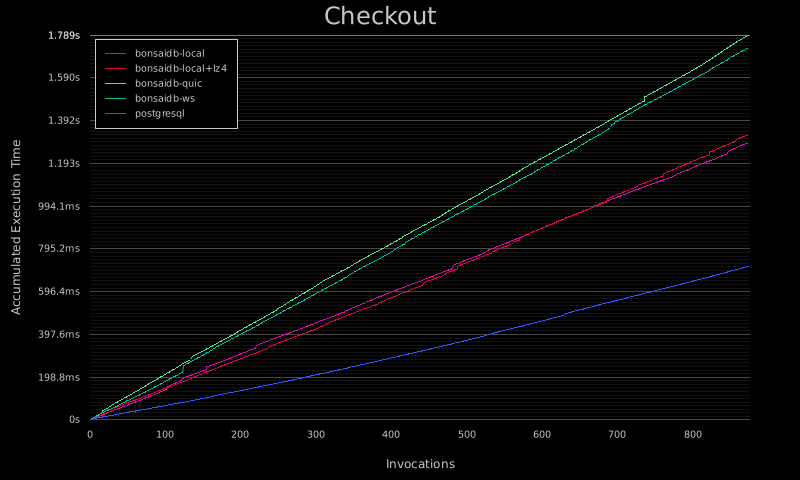 Checkout
1.789s
bonsaidb-local
bonsaidb-local+lz4
bonsaidb-quic
bonsaidb-ws
postgresql
1.590s
1.392s
1.193s
994.1ms
795.2ms
596.4ms
397.6ms
198.8ms
0s
Accumulated Execution Time
0 100 200 300 400 500 600 700 800
Invocations